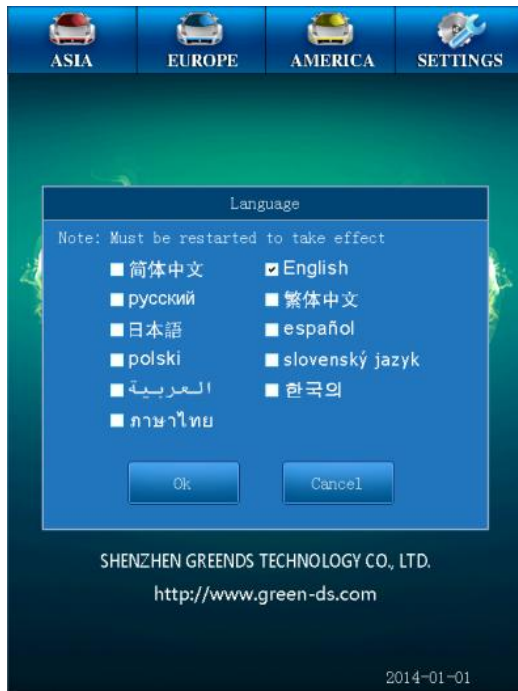 ASIA EUROPE AMERICA SETTINGS
Language
Note: Must be restarted to take effect
简体中文 English
русский 繁体中文
日本語 español
polski slovenský jazyk
العربية 한국의
ภาษาไทย
Ok Cancel
SHENZHEN GREENDS TECHNOLOGY CO., LTD.
http://www.green-ds.com
2014-01-01